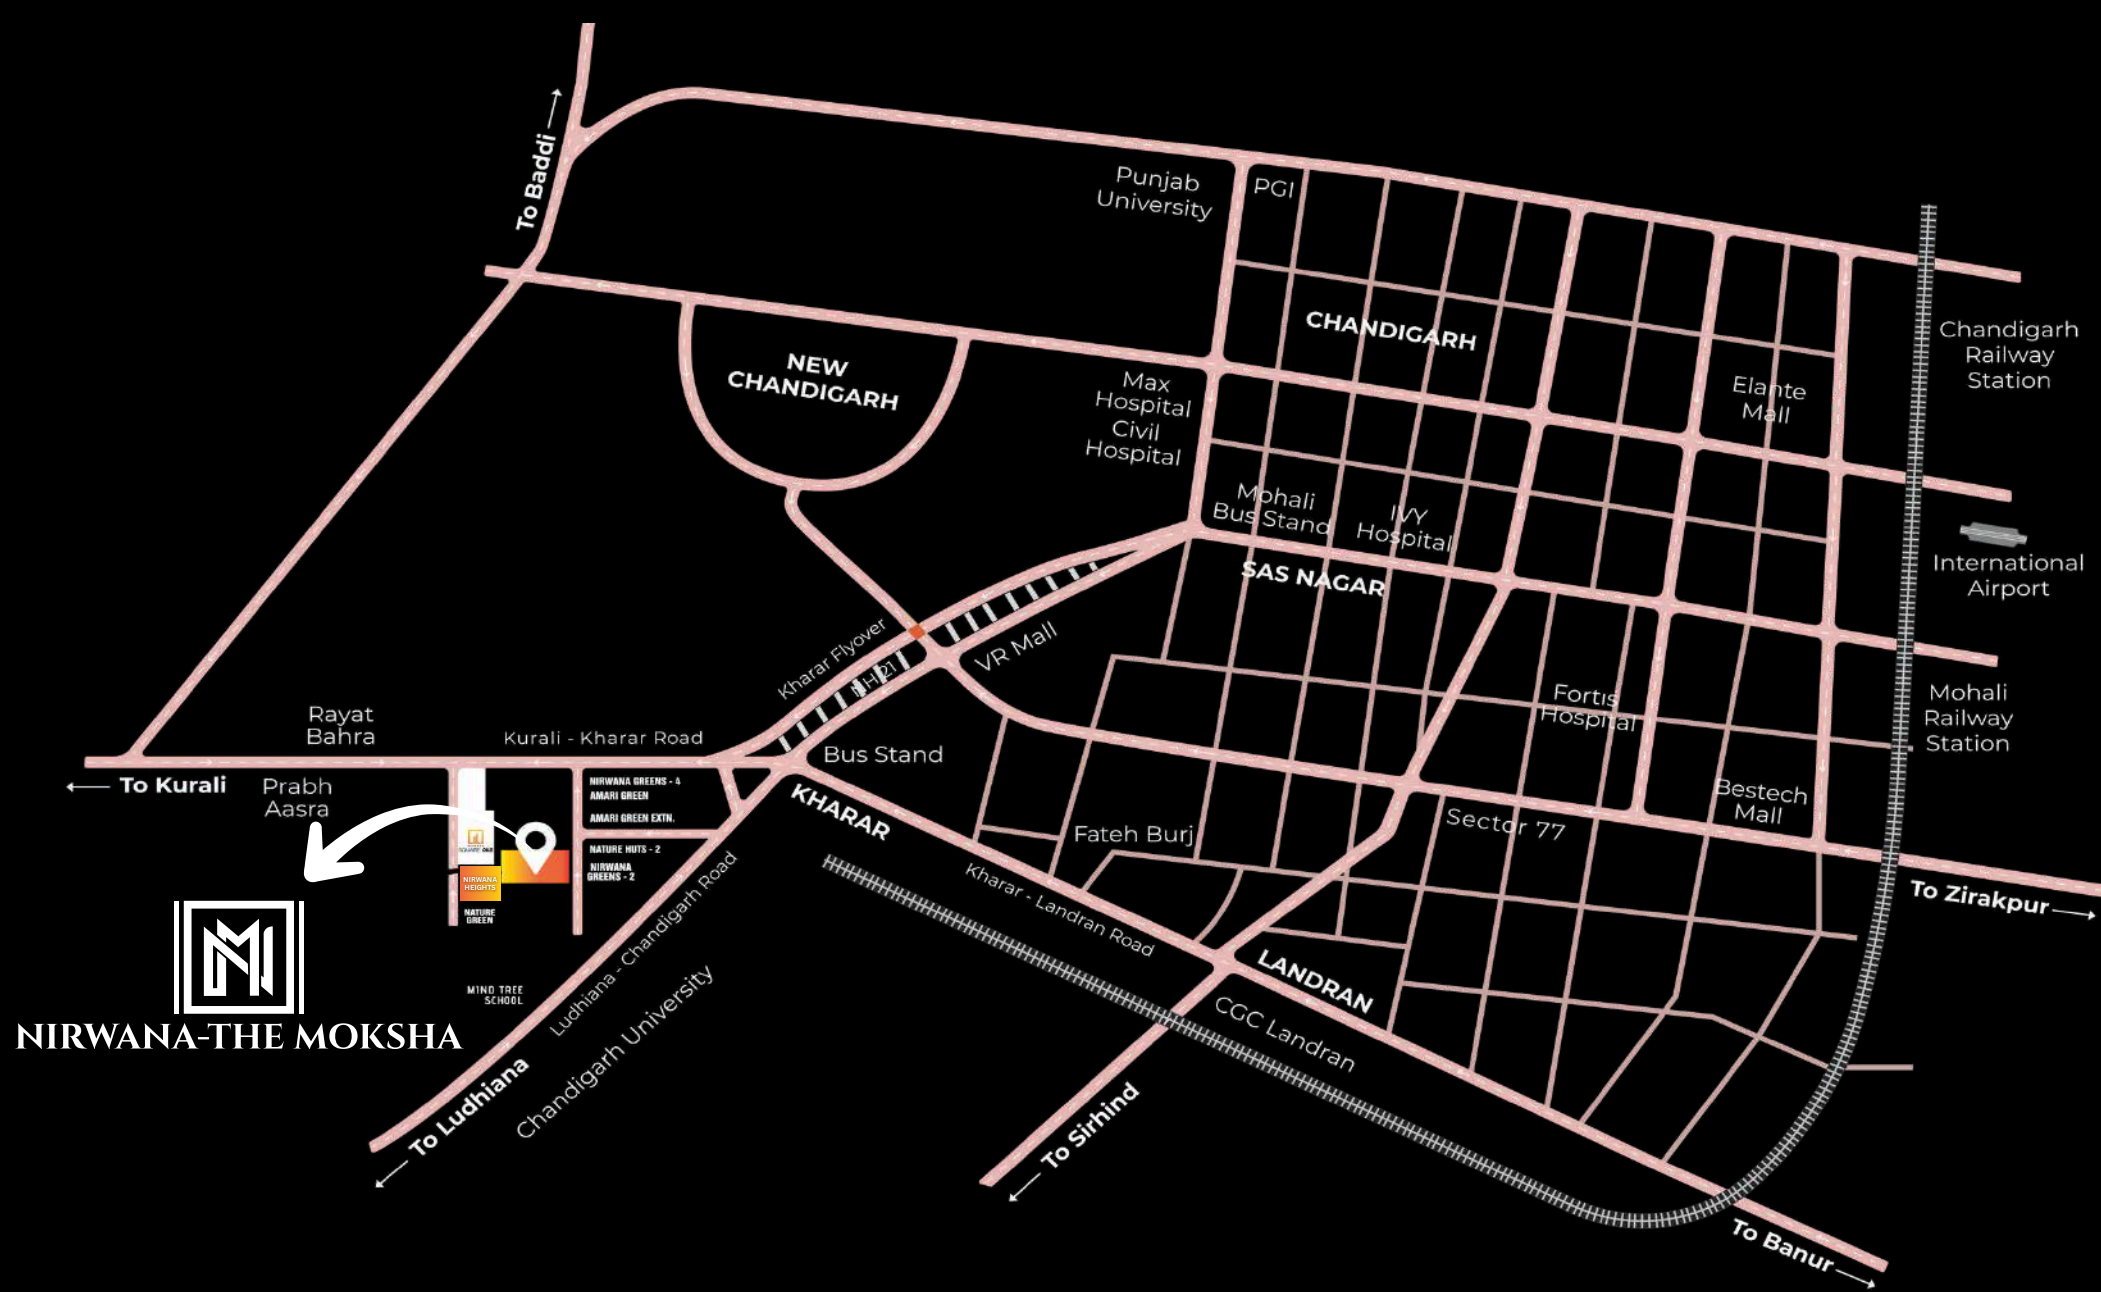 To Baddi
Punjab
University
PGI
CHANDIGARH
Chandigarh
Railway
Station
NEW
CHANDIGARH
Max
Hospital
Civil
Hospital
Elante
Mall
Mohali
Bus Stand
IVY
Hospital
SAS NAGAR
International
Airport
Kharar Flyover
NH 21
VR Mall
Fortis
Hospital
Mohali
Railway
Station
Rayat
Bahra
Kurali - Kharar Road
Bus Stand
To Kurali
Prabh
Aasra
NIRWANA GREENS - 4
AMARI GREEN
AMARI GREEN EXTN.
NATURE HUTS - 2
NIRWANA
GREENS - 2
NIRWANA
HEIGHTS
NATURE
GREEN
KHARAR
Fateh Burj
Sector 77
Bestech
Mall
To Zirakpur
Kharar - Landran Road
Ludhiana - Chandigarh Road
LANDRAN
CGC Landran
MIND TREE
SCHOOL
NM
NIRWANA-THE MOKSHA
Chandigarh University
To Ludhiana
To Sirhind
To Banur